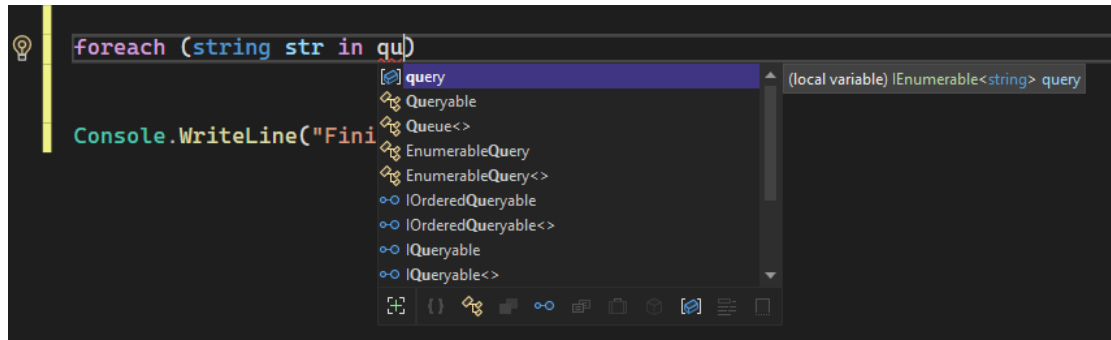 foreach (string str in qu)
query
(local variable) IEnumerable<string> query
Queryable
Queue<>
Console.WriteLine("Fini
EnumerableQuery
EnumerableQuery<>
IOrderedQueryable
IOrderedQueryable<>
IQueryable
IQueryable<>